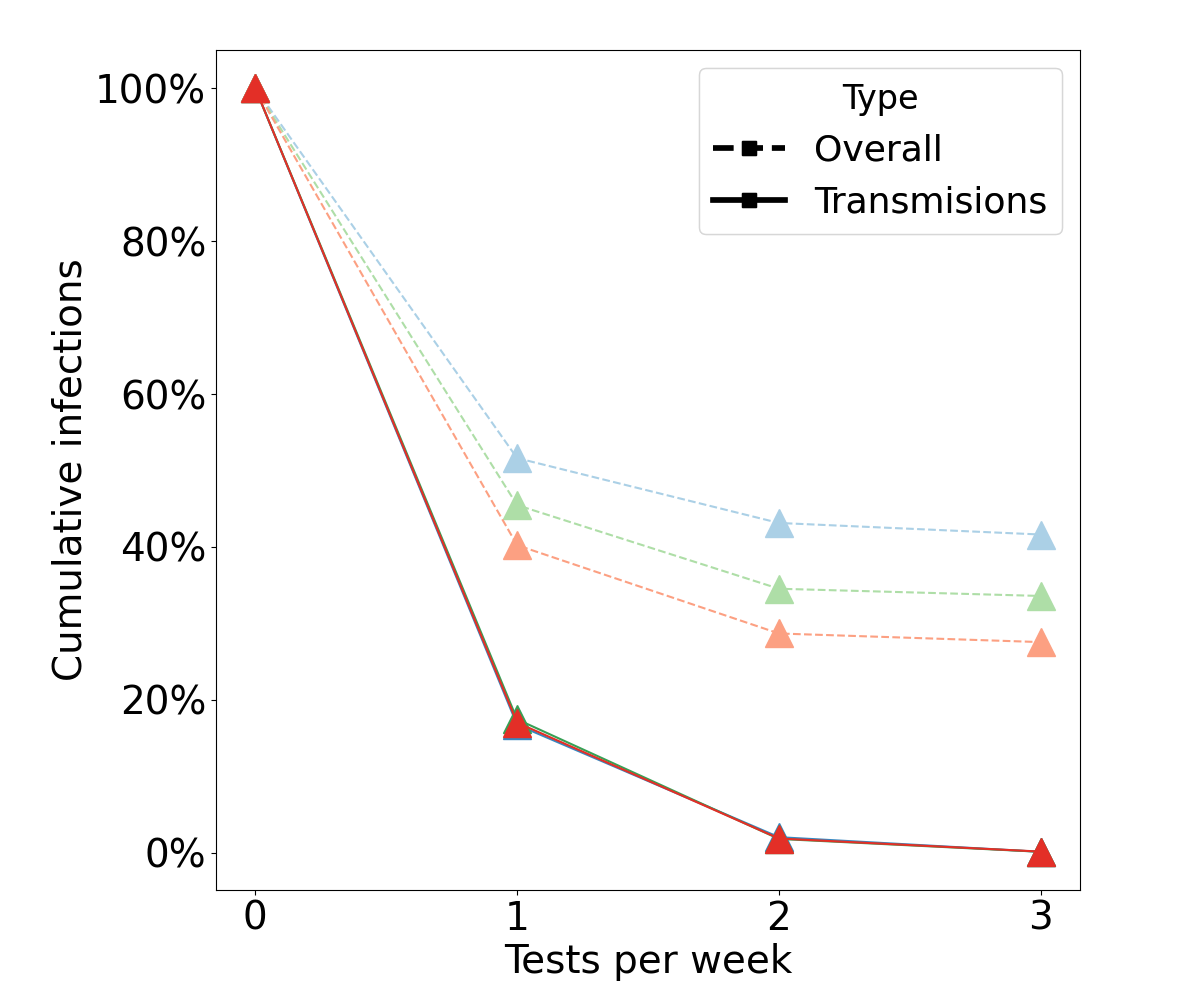 100%
80%
60%
40%
20%
0%
Cumulative infections
Type
Overall
Transmisions
0 1 2 3
Tests per week